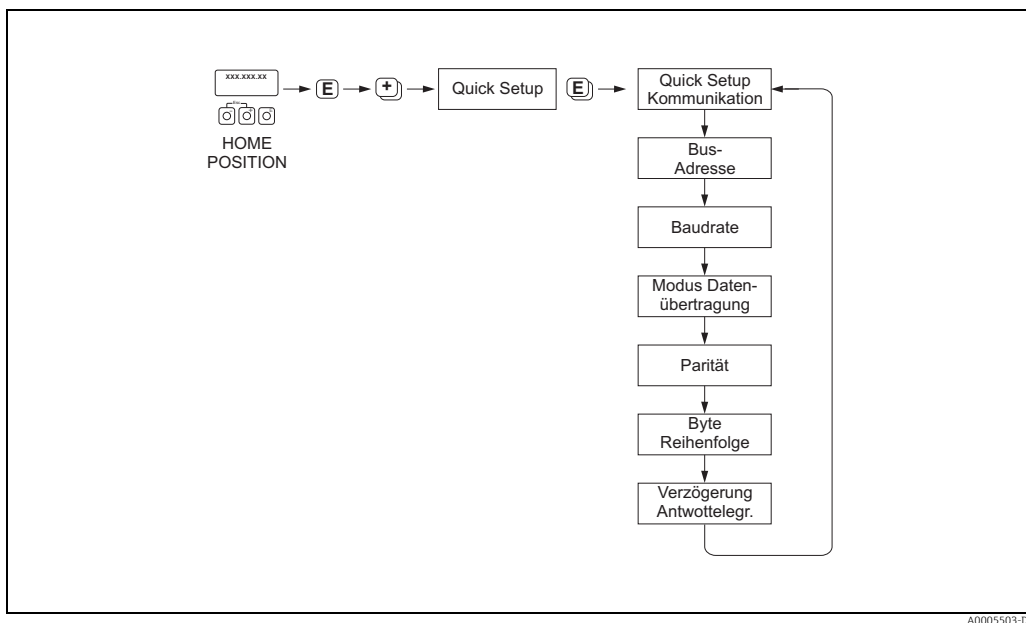 xxx.xxx.xx
Esc
E
+
Quick Setup
E
HOME
POSITION
Quick Setup
Kommunikation
Bus-
Adresse
Baudrate
Modus Daten-
übertragung
Parität
Byte
Reihenfolge
Verzögerung
Antwottelegr.
A0005503-D